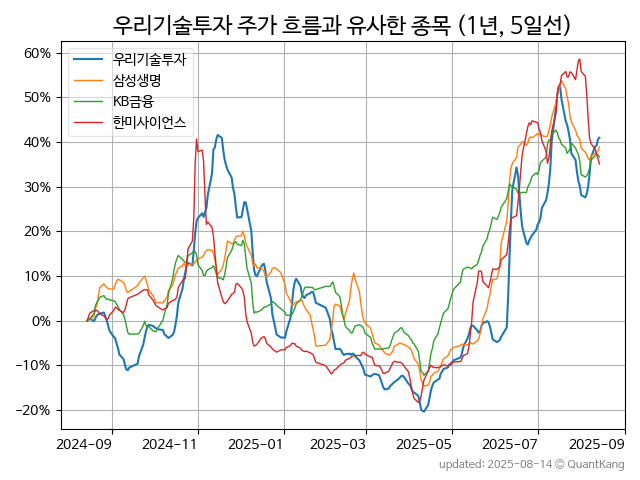 우리기술투자 주가 흐름과 유사한 종목 (1년, 5일선)
60%
50%
40%
30%
20%
10%
0%
−10%
−20%
우리기술투자
삼성생명
KB금융
한미사이언스
2024-09 2024-11 2025-01 2025-03 2025-05 2025-07 2025-09
updated: 2025-08-14 © QuantKang